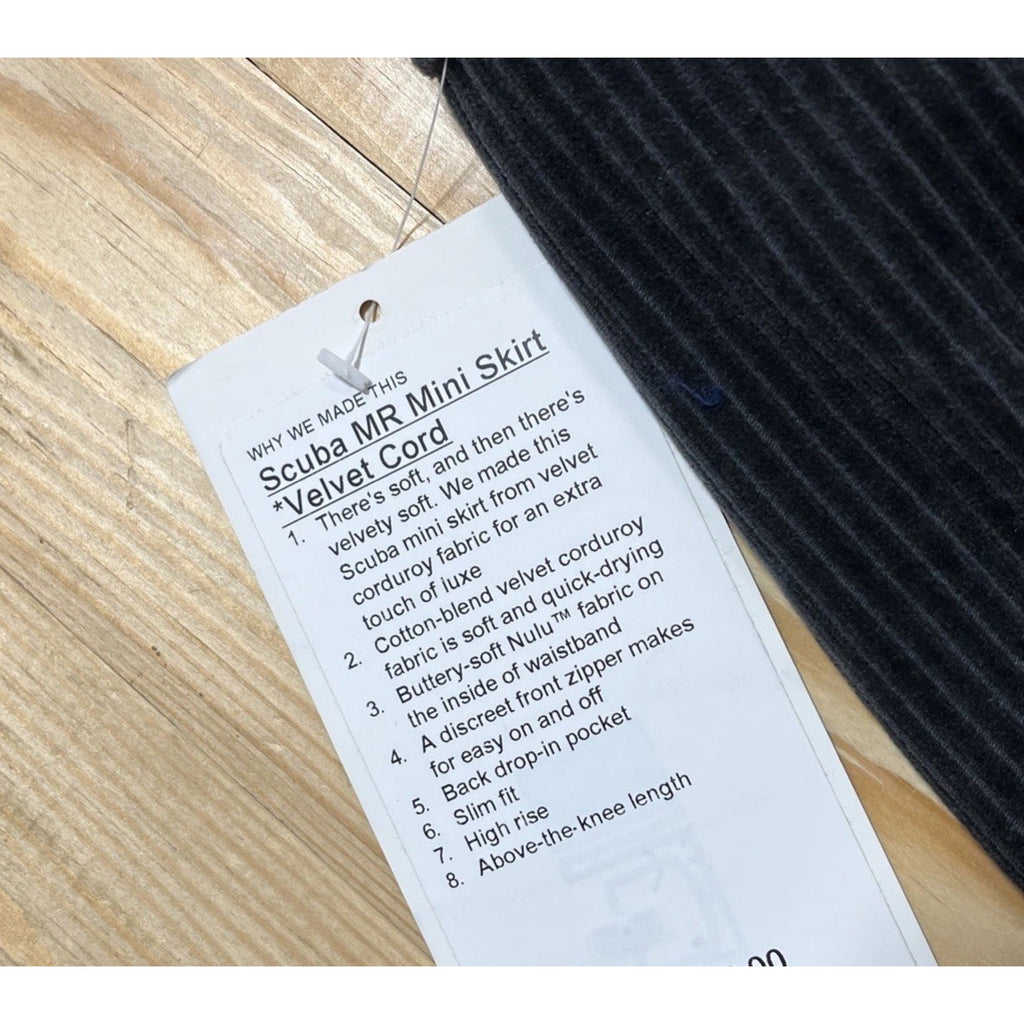 WHY WE MADE THIS
Scuba MR Mini Skirt
*Velvet Cord
1. There's soft, and then there's
velvety soft. We made this
Scuba mini skirt from velvet
corduroy fabric for an extra
touch of luxe
2. Cotton-blend velvet corduroy
fabric is soft and quick-drying
3. Buttery-soft Nulu™ fabric on
the inside of waistband
4. A discreet front zipper makes
for easy on and off
5. Back drop-in pocket
6. Slim fit
7. High rise
8. Above-the-knee length